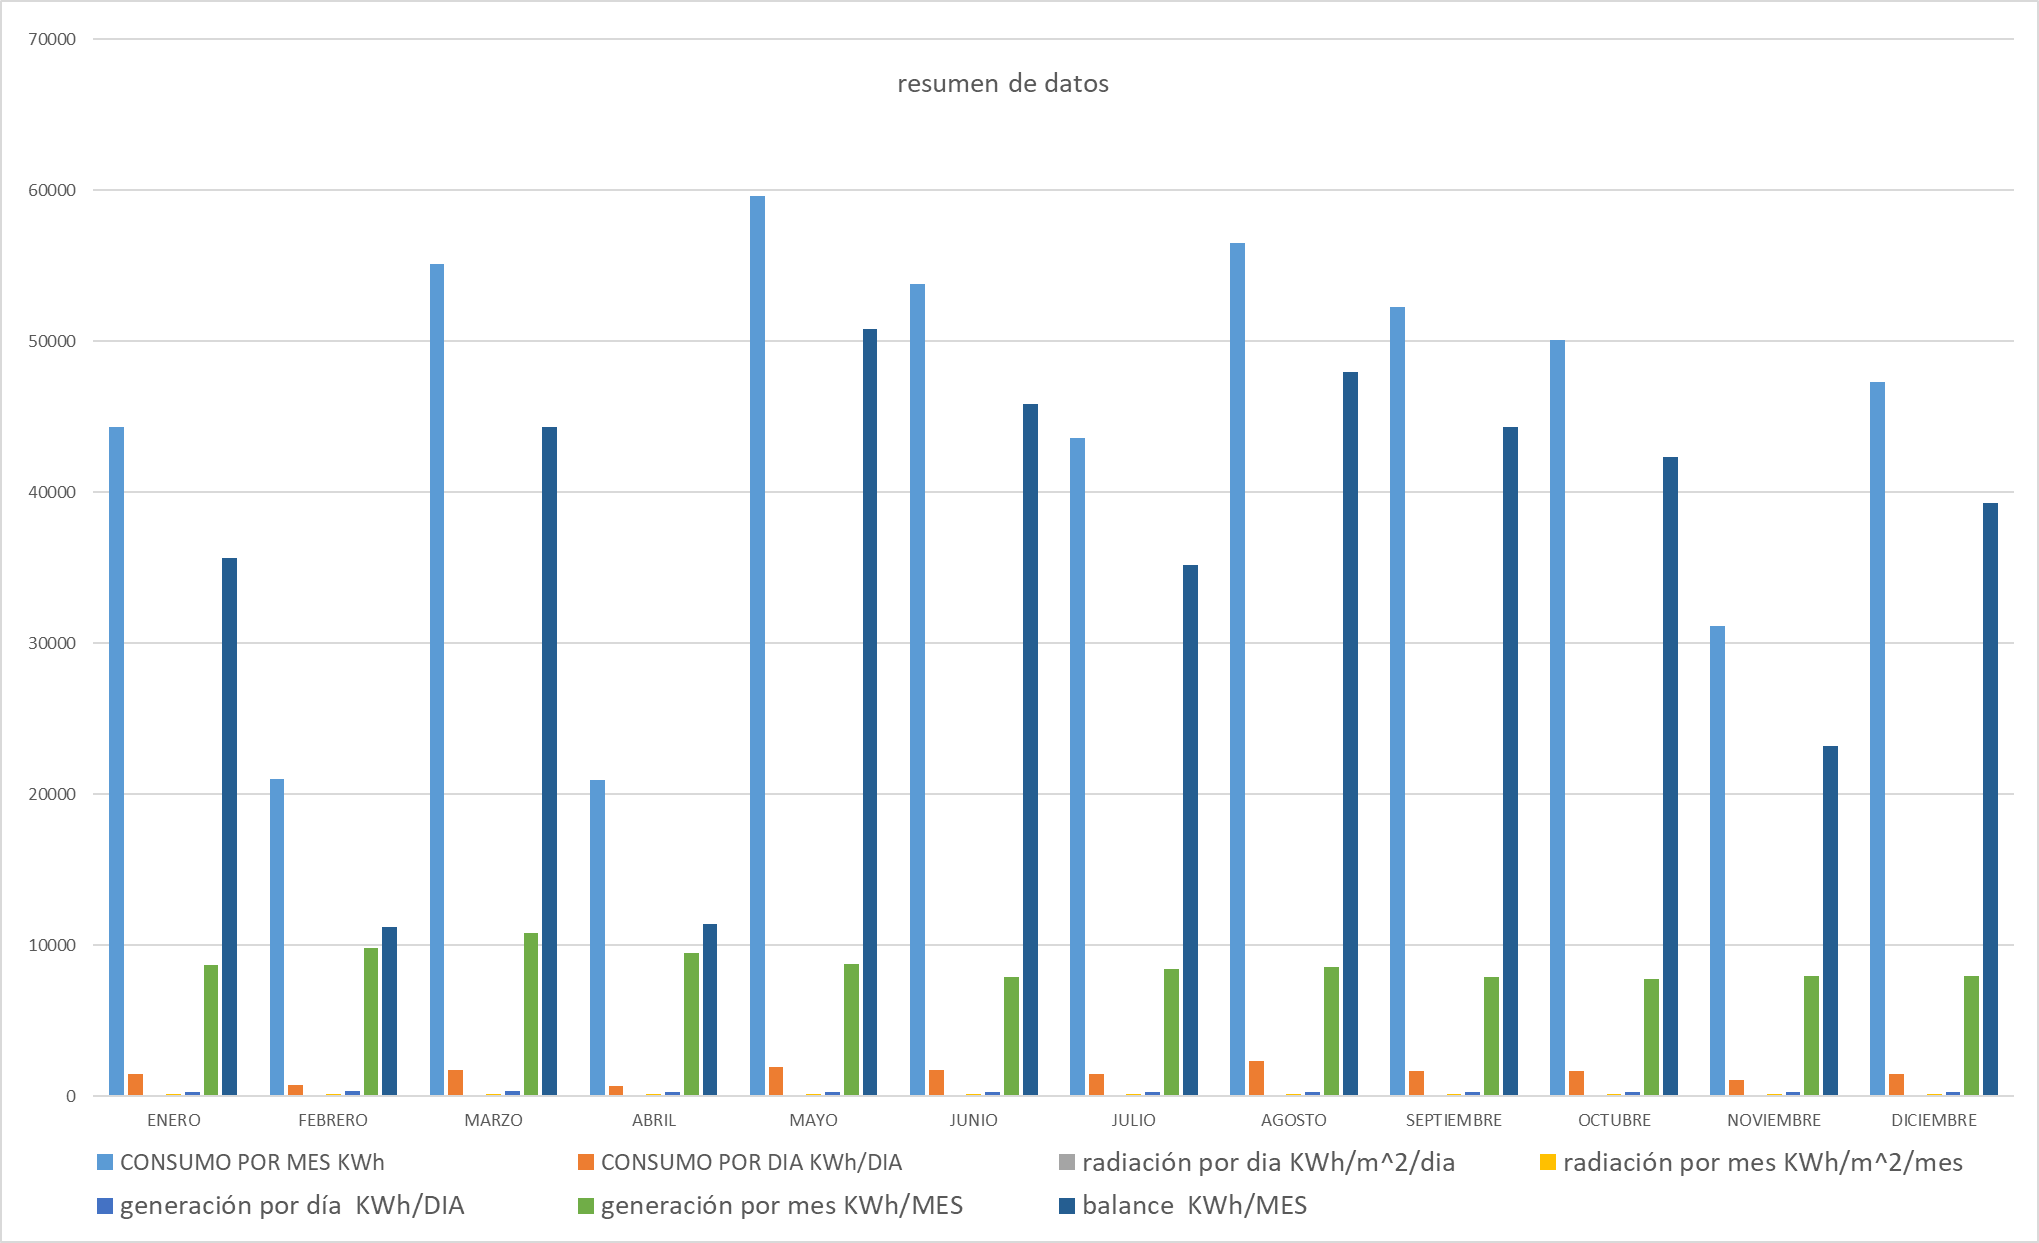 resumen de datos
70000
60000
50000
40000
30000
20000
10000
0
ENERO FEBRERO MARZO ABRIL MAYO JUNIO JULIO AGOSTO SEPTIEMBRE OCTUBRE NOVIEMBRE DICIEMBRE
CONSUMO POR MES KWh CONSUMO POR DIA KWh/DIA radiación por dia KWh/m^2/dia radiación por mes KWh/m^2/mes
generación por día KWh/DIA generación por mes KWh/MES balance KWh/MES